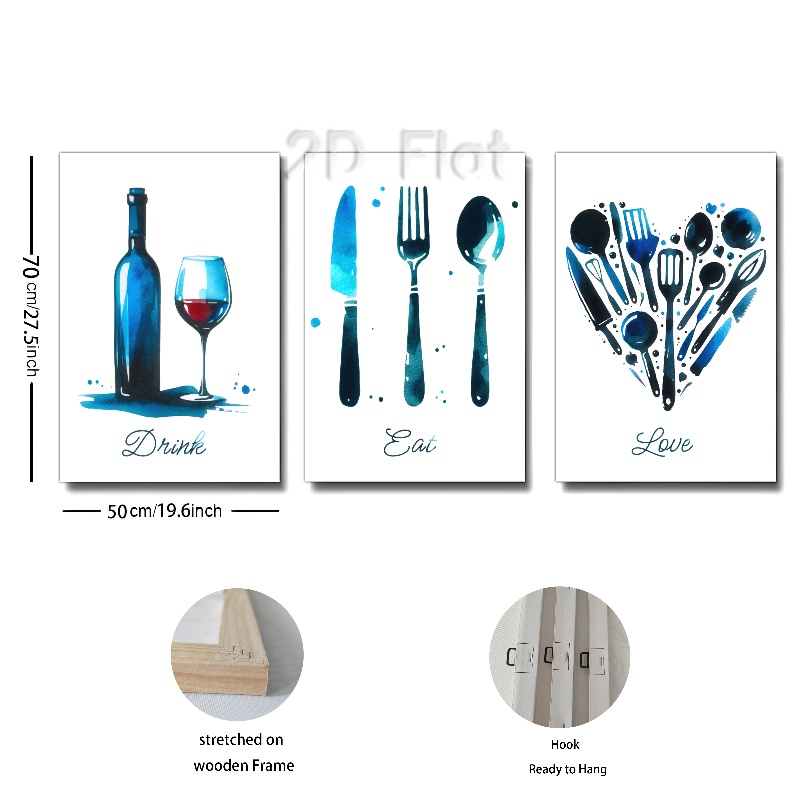 2D Flat
70cm/27.5inch
Drink
Eat
Love
50cm/19.6inch
stretched on
wooden Frame
Hook
Ready to Hang